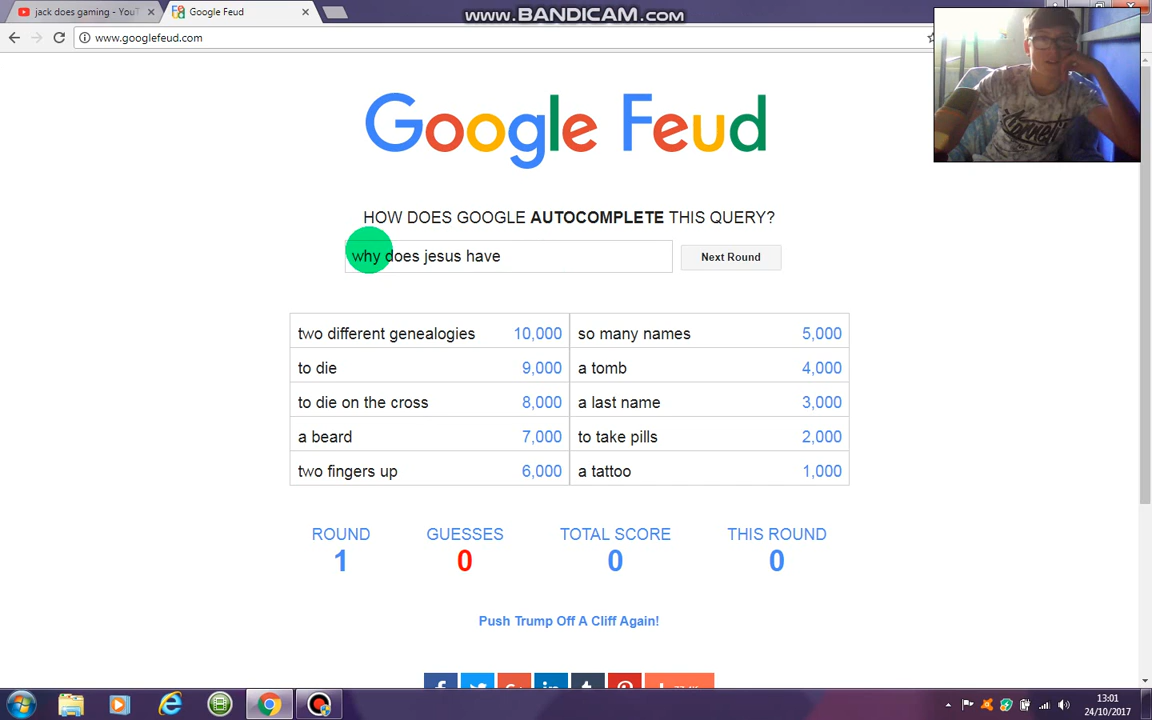 jack does gaming - YouT
Google Feud
www.BANDICAM.com
www.googlefeud.com
Google Feud
HOW DOES GOOGLE AUTOCOMPLETE THIS QUERY?
why does jesus have
Next Round
two different genealogies 10,000
to die 9,000
to die on the cross 8,000
a beard 7,000
two fingers up 6,000
so many names 5,000
a tomb 4,000
a last name 3,000
to take pills 2,000
a tattoo 1,000
ROUND GUESSES TOTAL SCORE THIS ROUND
1 0 0 0
Push Trump Off A Cliff Again!
13:01
24/10/2017